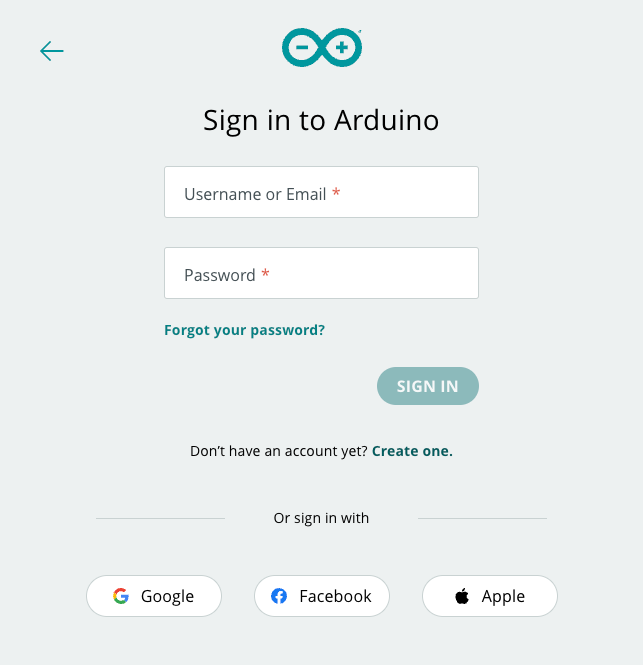 Sign in to Arduino
Username or Email *
Password *
Forgot your password?
SIGN IN
Don’t have an account yet? Create one.
Or sign in with
Google
Facebook
Apple